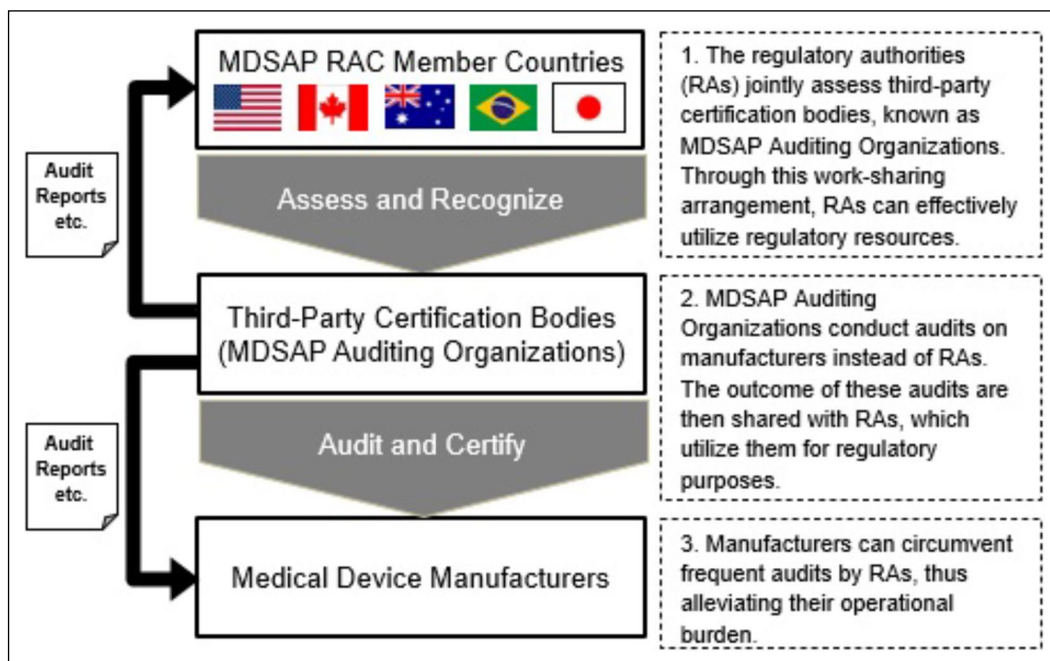 MDSAP RAC Member Countries
Audit
Reports
etc.
Assess and Recognize
1. The regulatory authorities
(RAs) jointly assess third-party
certification bodies, known as
MDSAP Auditing Organizations.
Through this work-sharing
arrangement, RAs can effectively
utilize regulatory resources.
Third-Party Certification Bodies
(MDSAP Auditing Organizations)
Audit
Reports
etc.
Audit and Certify
2. MDSAP Auditing
Organizations conduct audits on
manufacturers instead of RAs.
The outcome of these audits are
then shared with RAs, which
utilize them for regulatory
purposes.
Medical Device Manufacturers
3. Manufacturers can circumvent
frequent audits by RAs, thus
alleviating their operational
burden.